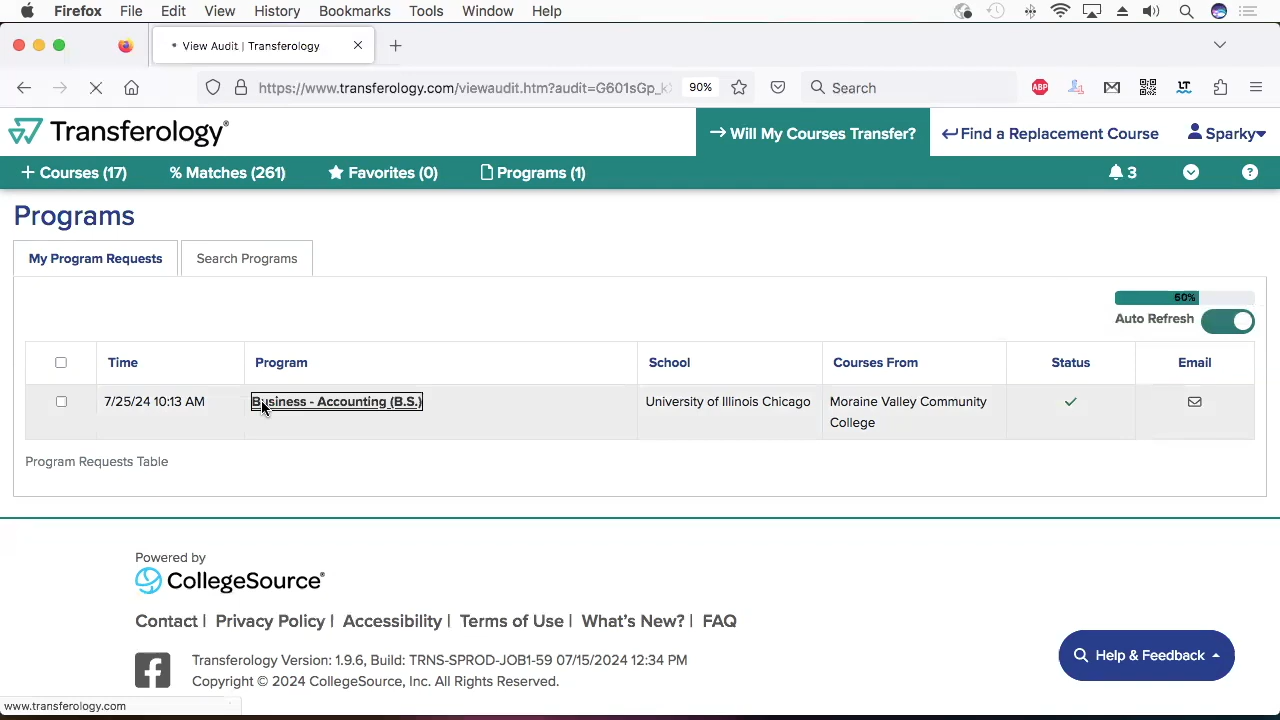 Firefox File Edit View History Bookmarks Tools Window Help
View Audit | Transferology
https://www.transferology.com/viewaudit.htm?audit=G601sGp_k 90% Search
ABP
LT
Transferology®
Will My Courses Transfer? Find a Replacement Course Sparky
+ Courses (17) % Matches (261) Favorites (0) Programs (1) 3 ?
Programs
My Program Requests Search Programs
60%
Auto Refresh
Time Program School Courses From Status Email
7/25/24 10:13 AM Business - Accounting (B.S.) University of Illinois Chicago Moraine Valley Community
College
Program Requests Table
Powered by
CollegeSource®
Contact | Privacy Policy | Accessibility | Terms of Use | What's New? | FAQ
Help & Feedback
Transferology Version: 1.9.6, Build: TRNS-SPROD-JOB1-59 07/15/2024 12:34 PM
Copyright © 2024 CollegeSource, Inc. All Rights Reserved.
www.transferology.com